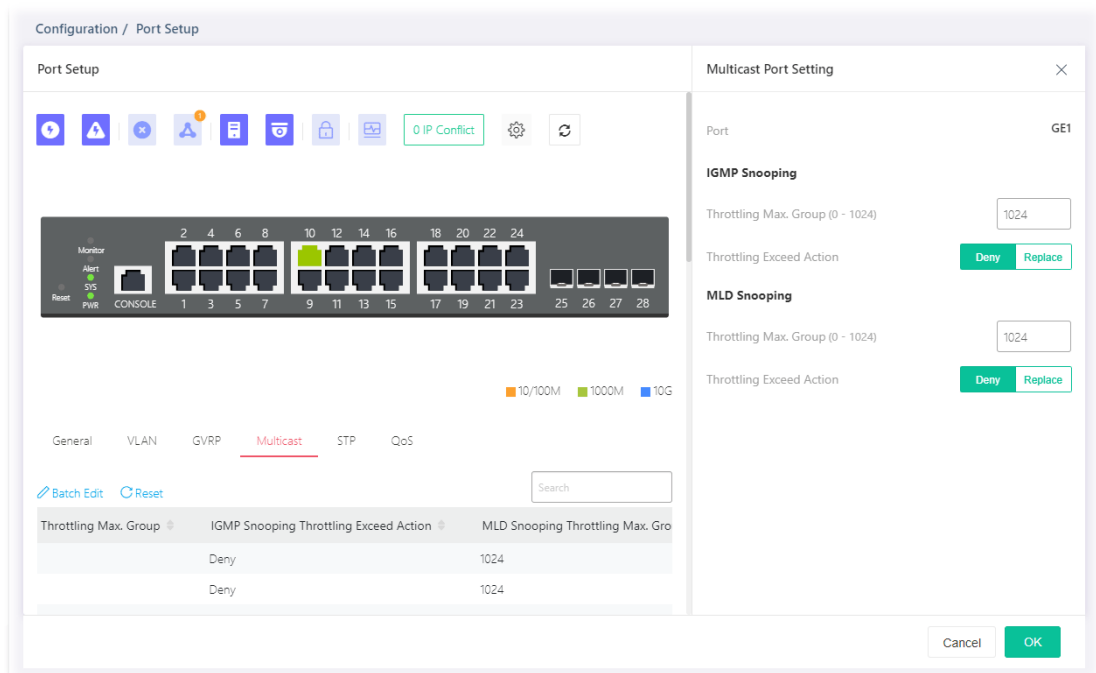 Configuration / Port Setup
Port Setup
1
0 IP Conflict
2 4 6 8 10 12 14 16 18 20 22 24
Monitor
Alert
SYS
Reset
PWR
CONSOLE
1 3 5 7 9 11 13 15 17 19 21 23 25 26 27 28
10/100M 1000M 10G
General VLAN GVRP Multicast STP QoS
Batch Edit Reset
Search
Throttling Max. Group IGMP Snooping Throttling Exceed Action MLD Snooping Throttling Max. Gro
Deny 1024
Deny 1024
Multicast Port Setting
Port GE1
IGMP Snooping
Throttling Max. Group (0 - 1024) 1024
Throttling Exceed Action Deny Replace
MLD Snooping
Throttling Max. Group (0 - 1024) 1024
Throttling Exceed Action Deny Replace
Cancel OK